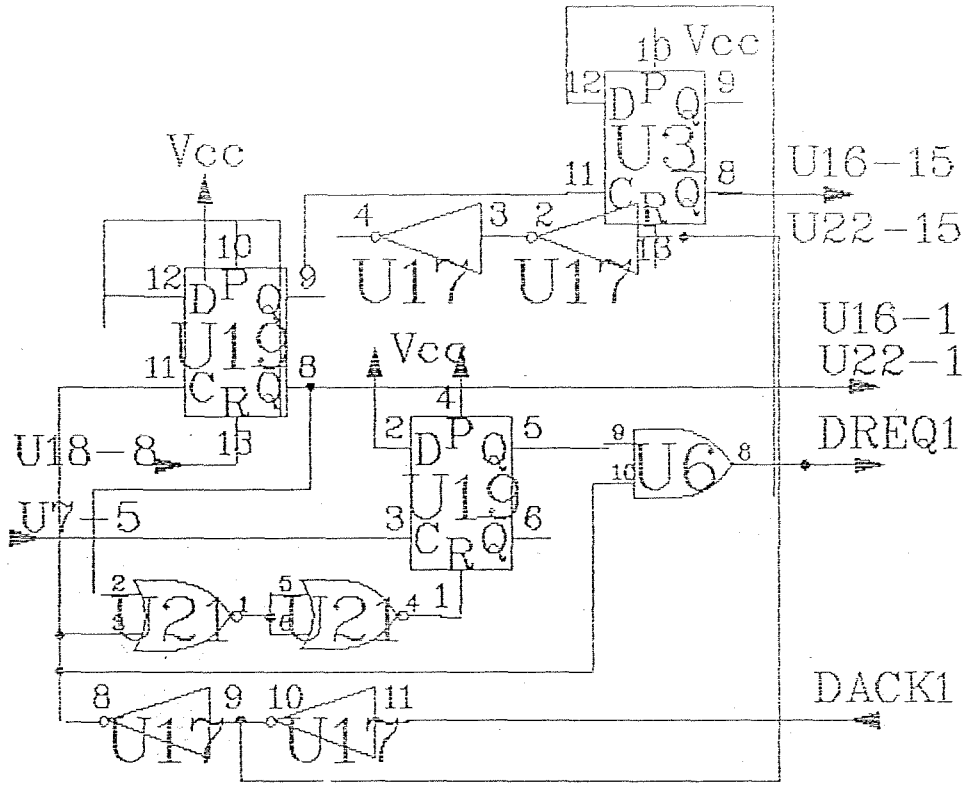 10 Vcc
12 D P Q 9
U3
11 C R Q 8
13
U16-15
U22-15
Vcc
4 3 2
U17 U17
10
12 D P Q 9
U19
11 C R Q 8
13
U16-1
U22-1
Vcc
4
U18-8
2 D P Q 5
U19
3 C R Q 6
1
9
10 U6 8
DREQ1
U7-5
2
3 U21 1
5
6 U21 4
DACK1
8 9 10 11
U17 U17